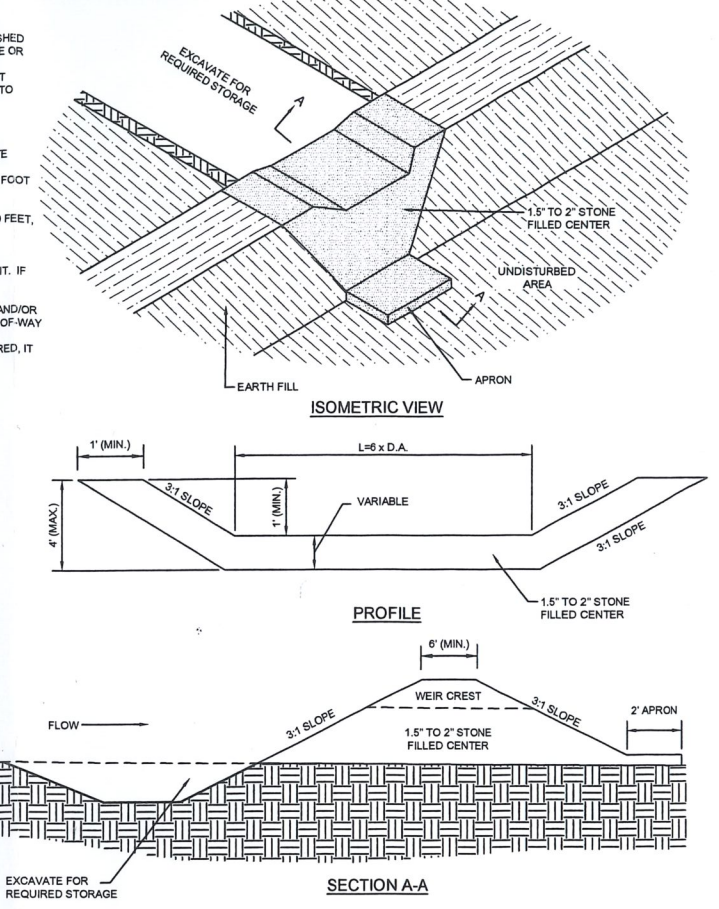 SHED
E OR
T
TO
E
FOOT
FEET,
IT. IF
AND/OR
OF-WAY
RED, IT
EXCAVATE FOR
REQUIRED STORAGE
A
1.5" TO 2" STONE
FILLED CENTER
UNDISTURBED
AREA
A
EARTH FILL
APRON
ISOMETRIC VIEW
1' (MIN.)
L=6 x D.A.
3:1 SLOPE
1' (MIN.)
VARIABLE
3:1 SLOPE
4' (MAX.)
3:1 SLOPE
1.5" TO 2" STONE
FILLED CENTER
PROFILE
6' (MIN.)
WEIR CREST
2' APRON
FLOW
3:1 SLOPE
3:1 SLOPE
1.5" TO 2" STONE
FILLED CENTER
EXCAVATE FOR
REQUIRED STORAGE
SECTION A-A